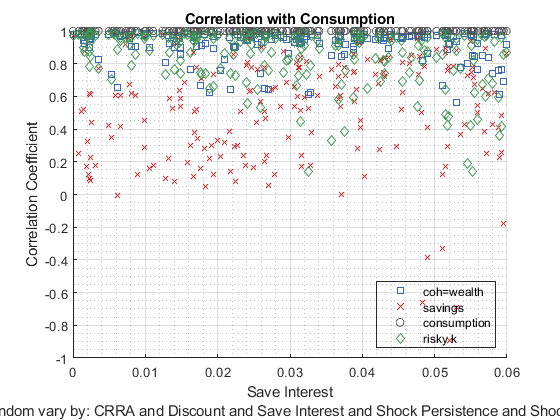 Correlation with Consumption
1
0.8
0.6
0.4
0.2
0
-0.2
-0.4
-0.6
-0.8
-1
Correlation Coefficient
coh=wealth
savings
consumption
risky.k
0
0.01
0.02
0.03
0.04
0.05
0.06
Save Interest
ndom vary by: CRRA and Discount and Save Interest and Shock Persistence and Shoc